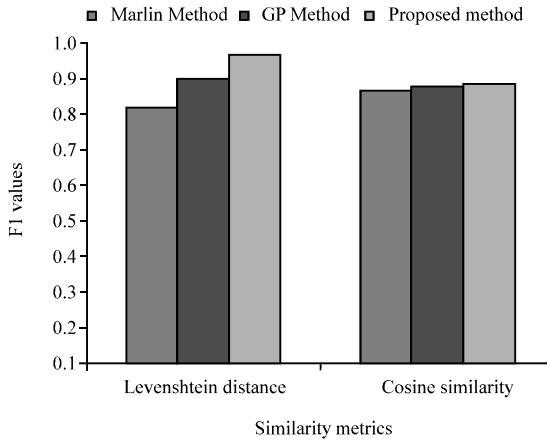 Marlin Method GP Method Proposed method
1.0
0.9
0.8
0.7
0.6
0.5
0.4
0.3
0.2
0.1
F1 values
Levenshtein distance Cosine similarity
Similarity metrics